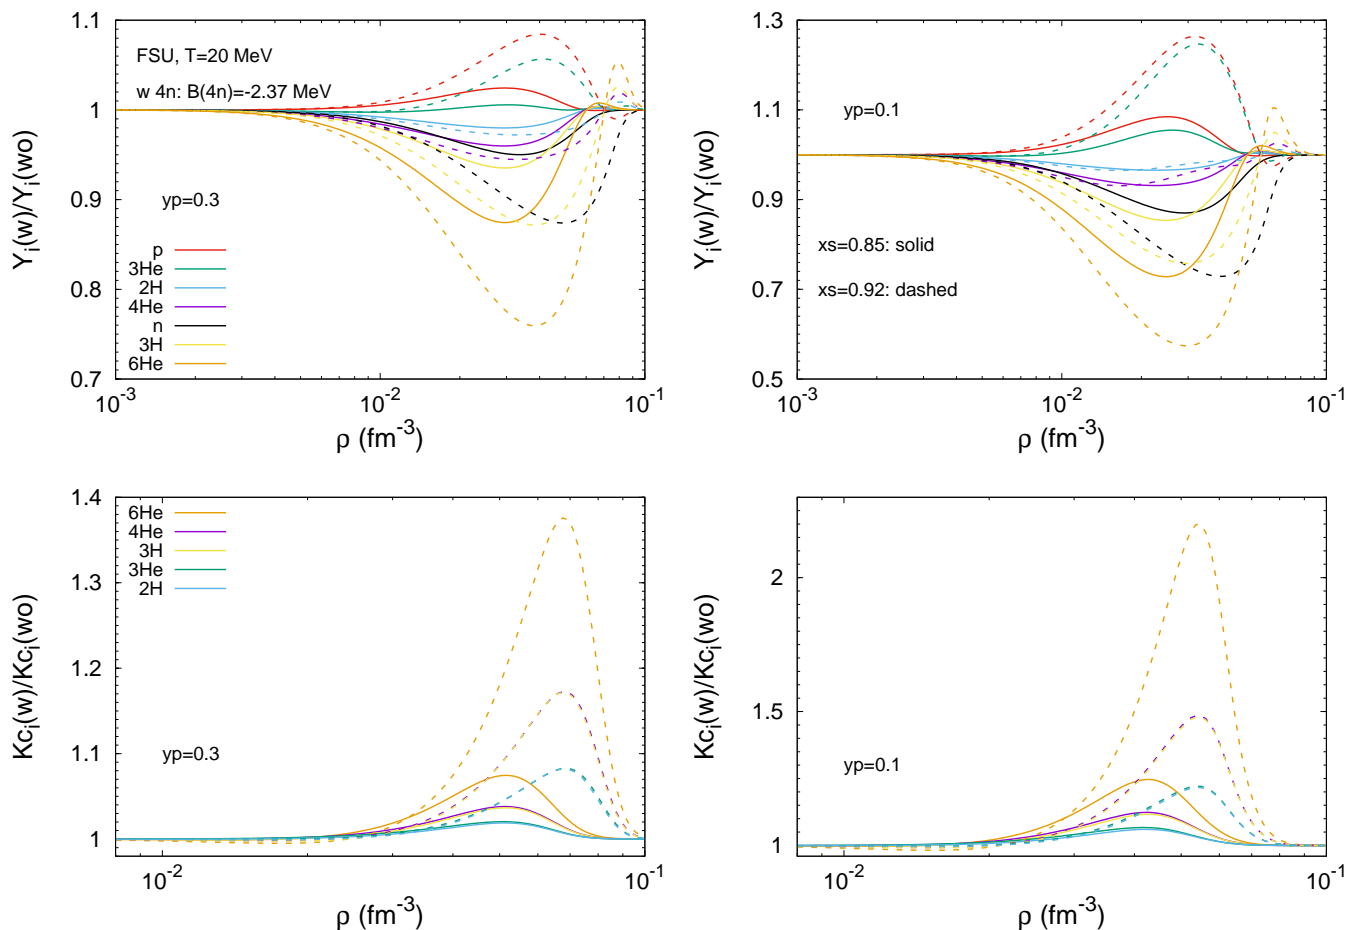 1.1
1
0.9
0.8
0.7
Y_i(w)/Y_i(wo)
FSU, T=20 MeV
w 4n: B(4n)=-2.37 MeV
yp=0.3
p
3He
2H
4He
n
3H
6He
10^-3
10^-2
10^-1
ρ (fm^-3)
1.3
1.1
0.9
0.7
0.5
Y_i(w)/Y_i(wo)
yp=0.1
xs=0.85: solid
xs=0.92: dashed
10^-3
10^-2
10^-1
ρ (fm^-3)
1.4
1.3
1.2
1.1
1
Kc_i(w)/Kc_i(wo)
6He
4He
3H
3He
2H
yp=0.3
10^-2
10^-1
ρ (fm^-3)
2
1.5
1
Kc_i(w)/Kc_i(wo)
yp=0.1
10^-2
10^-1
ρ (fm^-3)